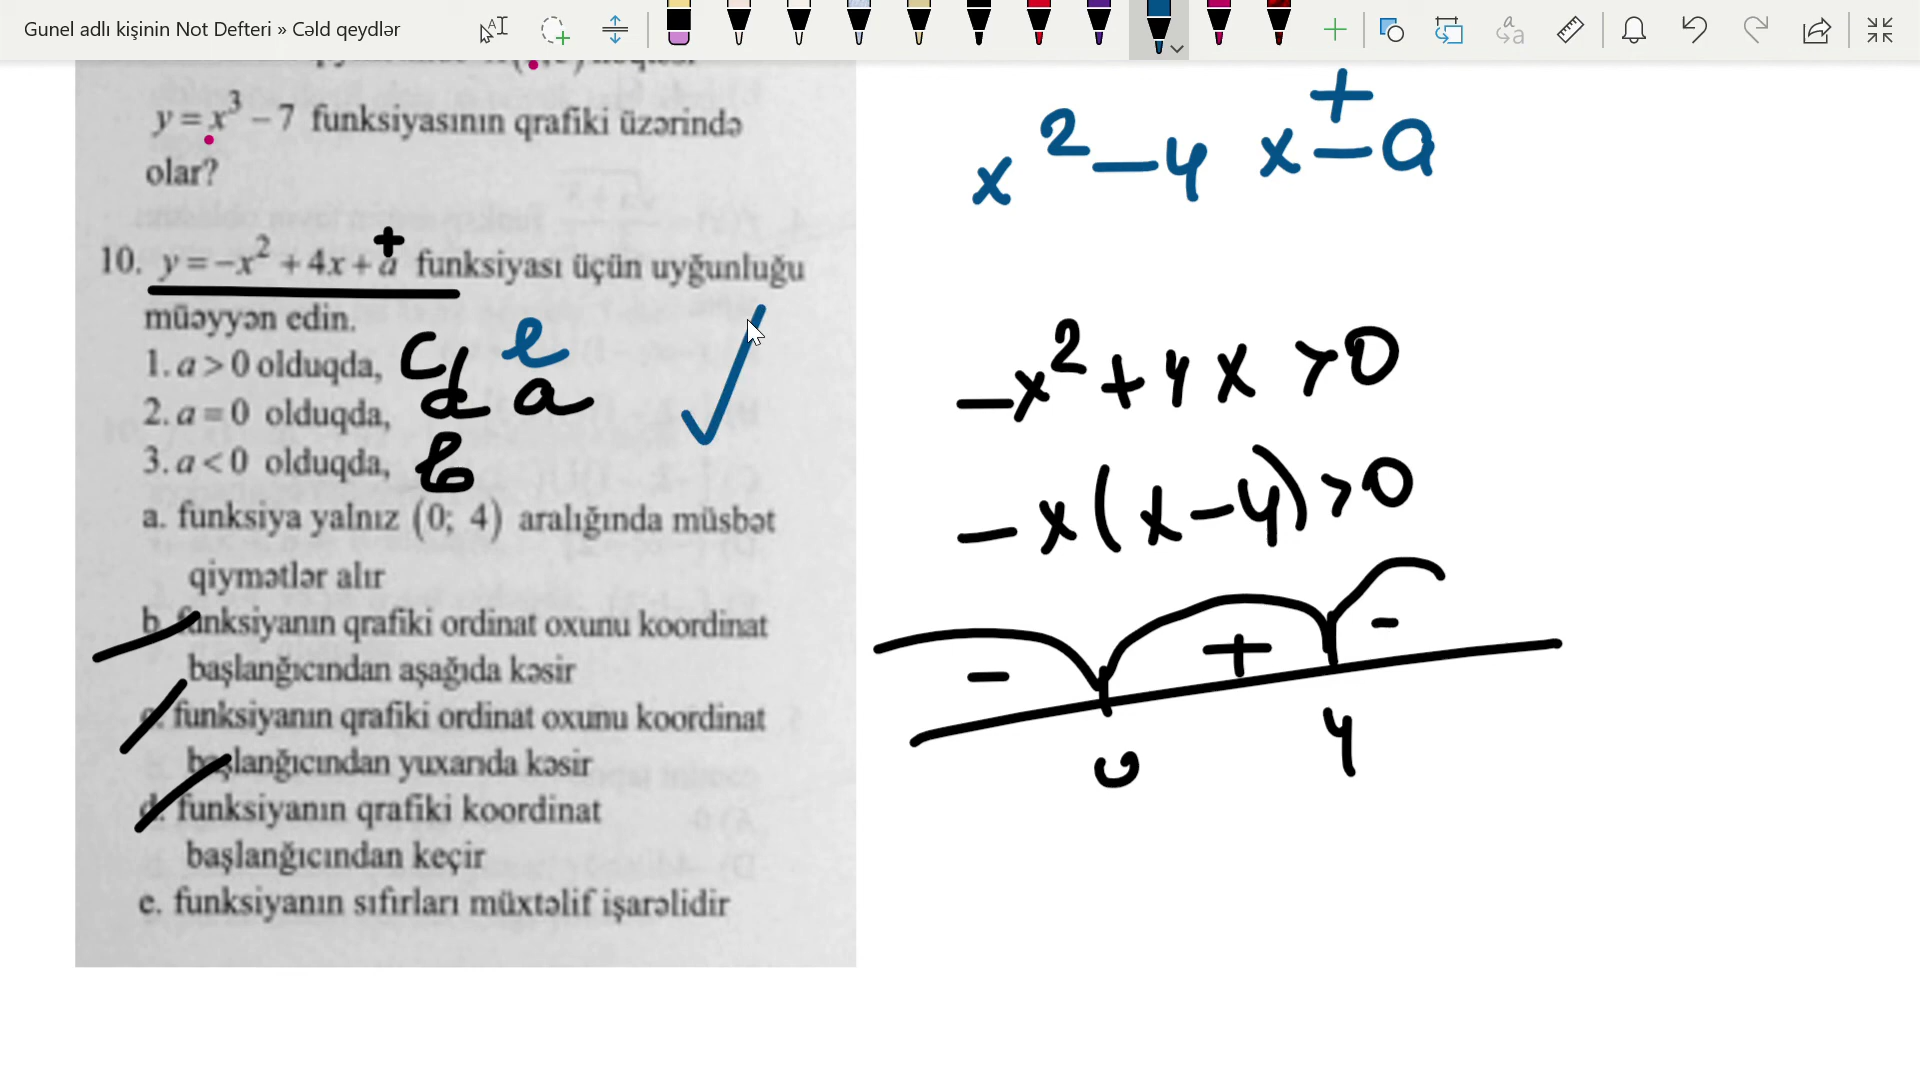 Gunel adlı kişinin Not Defteri » Cəld qeydlər
y = x³ – 7 funksiyasının qrafiki üzərində
olar?
10. y = –x² + 4x + a funksiyası üçün uyğunluğu
+
müəyyən edin.
1. a > 0 olduqda, c, e
2. a = 0 olduqda, d a
3. a < 0 olduqda, b
a. funksiya yalnız (0; 4) aralığında müsbət
qiymətlər alır
b. funksiyanın qrafiki ordinat oxunu koordinat
başlanğıcından aşağıda kəsir
c. funksiyanın qrafiki ordinat oxunu koordinat
başlanğıcından yuxarıda kəsir
d. funksiyanın qrafiki koordinat
başlanğıcından keçir
e. funksiyanın sıfırları müxtəlif işarəlidir
+
x² – 4x – a
–x² + 4x > 0
–x(x – 4) > 0
– + –
0 4